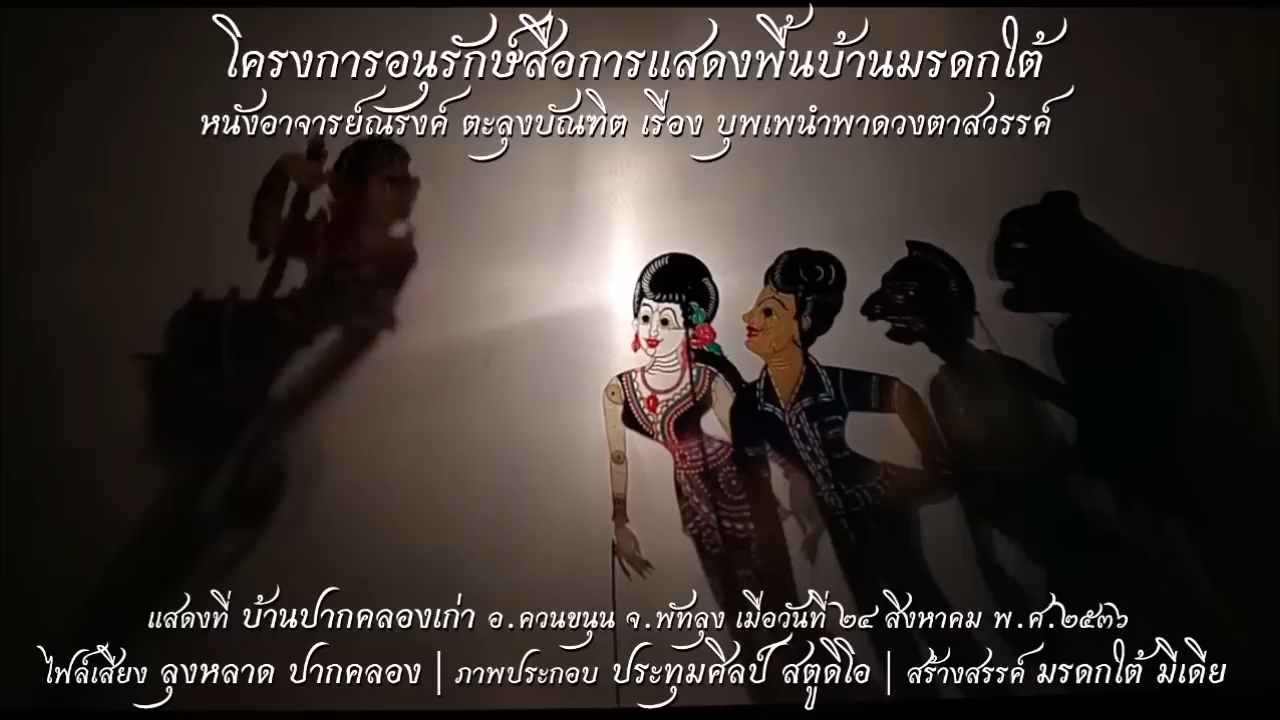 โครงการอนุรักษ์สื่อการแสดงพื้นบ้านมรดกใต้
หนังอาจารย์ณรงค์ ตะลุงบัณฑิต เรื่อง บุพเพนำพาดวงตาสวรรค์
แสดงที่ บ้านปากคลองเก่า อ.ควนขนุน จ.พัทลุง เมื่อวันที่ ๒๔ สิงหาคม พ.ศ.๒๕๓๖
ไฟล์เสียง ลุงหลาด ปากคลอง | ภาพประกอบ ประทุมศิลป์ สตูดิโอ | สร้างสรรค์ มรดกใต้ มีเดีย